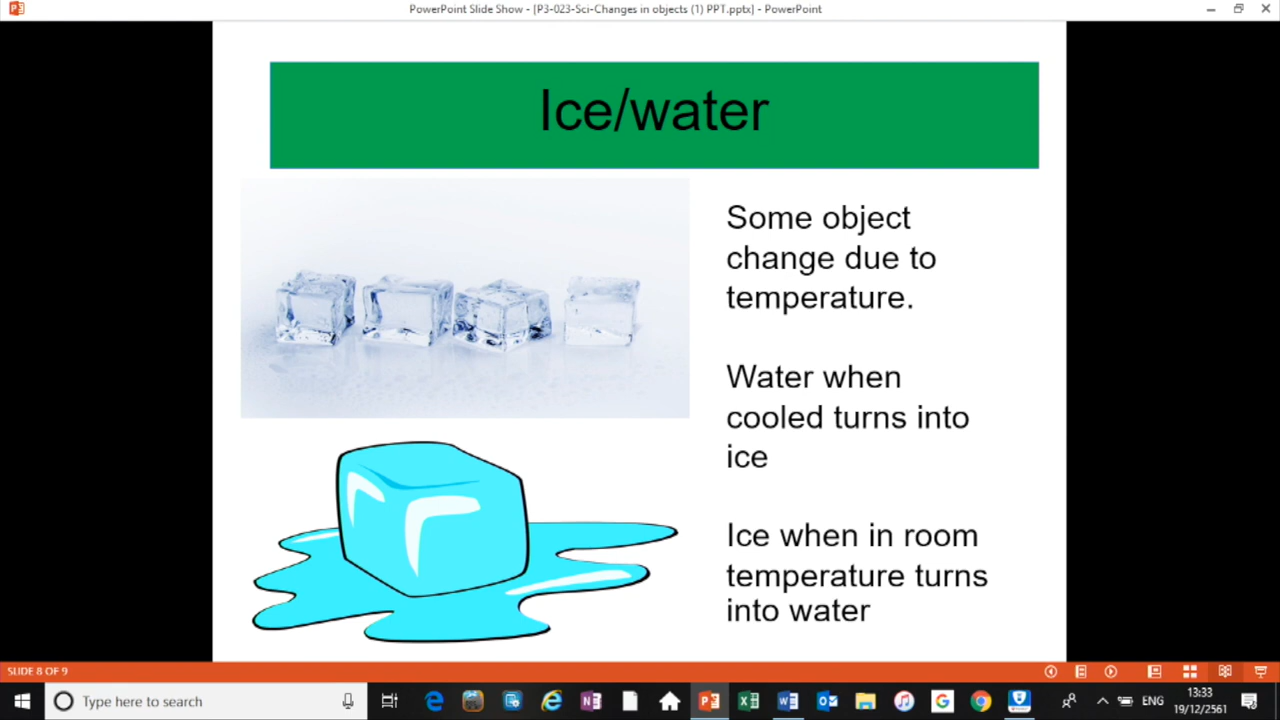 PowerPoint Slide Show - [P3-023-Sci-Changes in objects (1) PPT.pptx] - PowerPoint
Ice/water
Some object
change due to
temperature.
Water when
cooled turns into
ice
Ice when in room
temperature turns
into water
SLIDE 8 OF 9
Type here to search
ENG
13:33
19/12/2561